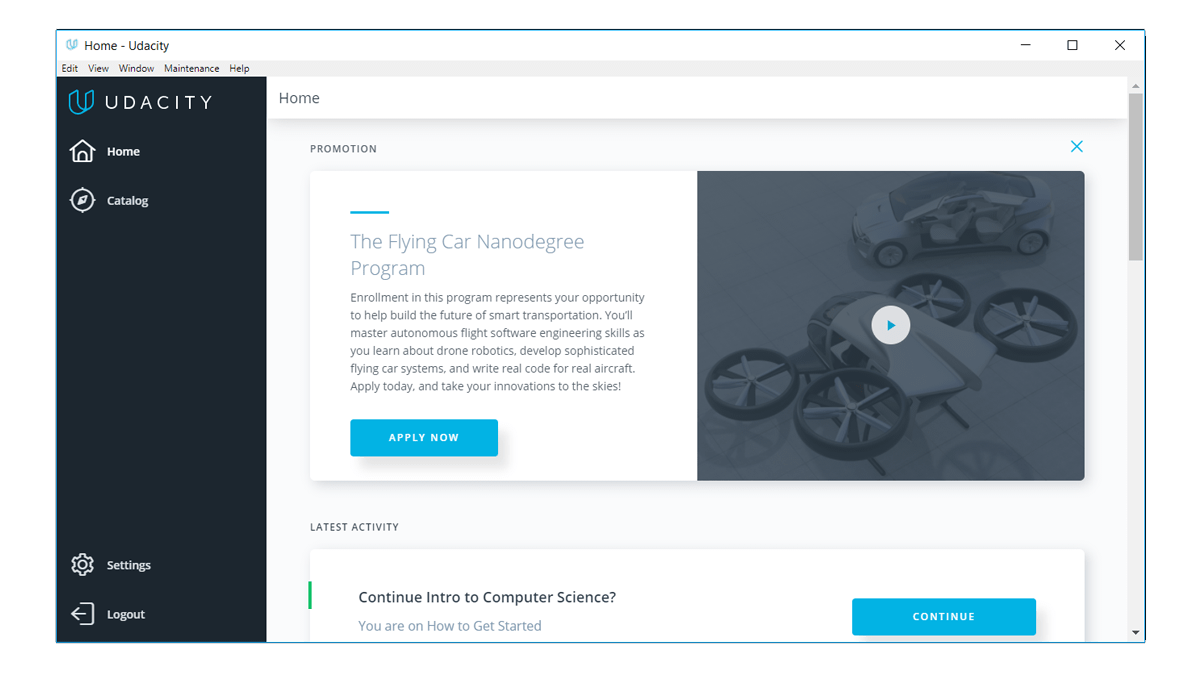 Home - Udacity
Edit View Window Maintenance Help
UDACITY
Home
Catalog
Settings
Logout
Home
PROMOTION
The Flying Car Nanodegree
Program
Enrollment in this program represents your opportunity
to help build the future of smart transportation. You'll
master autonomous flight software engineering skills as
you learn about drone robotics, develop sophisticated
flying car systems, and write real code for real aircraft.
Apply today, and take your innovations to the skies!
APPLY NOW
LATEST ACTIVITY
Continue Intro to Computer Science?
You are on How to Get Started
CONTINUE